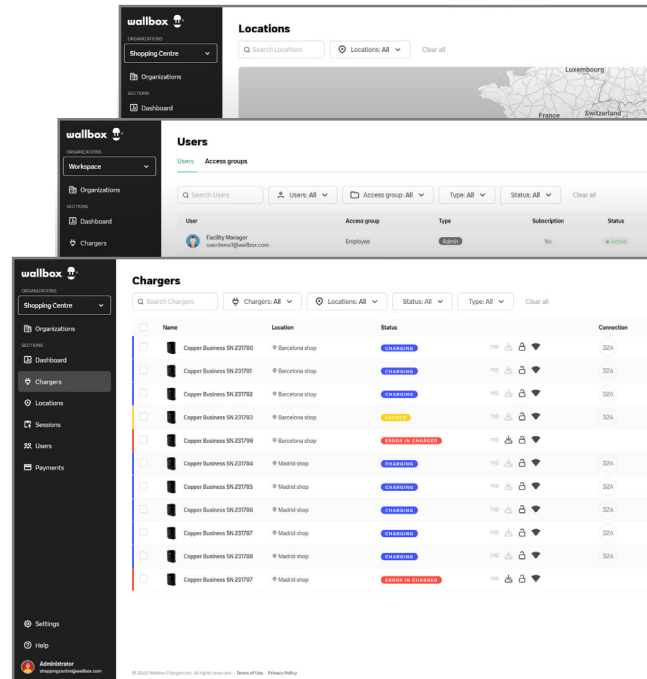 wallbox
ORGANIZATIONS
Shopping Centre
Organizations
SECTIONS
Dashboard
Locations
Search Locations
Locations: All
Clear all
Luxembourg
France
Switzerland
wallbox
ORGANIZATIONS
Workspace
Organizations
SECTIONS
Dashboard
Chargers
Users
Users Access groups
Search Users
Users: All
Access group: All
Type: All
Status: All
Clear all
User Access group Type Subscription Status
Facility Manager
userdemo1@wallbox.com
Employee Admin No Active
wallbox
ORGANIZATIONS
Shopping Centre
Organizations
SECTIONS
Dashboard
Chargers
Locations
Sessions
Users
Payments
Settings
Help
Administrator
shoppingcentre@wallbox.com
Chargers
Search Chargers
Chargers: All
Locations: All
Status: All
Type: All
Clear all
Name Location Status Connection
Copper Business SN 231780 Barcelona shop CHARGING 32A
Copper Business SN 231781 Barcelona shop CHARGING 32A
Copper Business SN 231782 Barcelona shop CHARGING 32A
Copper Business SN 231783 Barcelona shop 32A
Copper Business SN 231798 Barcelona shop ERROR IN CHARGER
Copper Business SN 231784 Madrid shop CHARGING 32A
Copper Business SN 231785 Madrid shop CHARGING 32A
Copper Business SN 231786 Madrid shop CHARGING 32A
Copper Business SN 231787 Madrid shop CHARGING 32A
Copper Business SN 231788 Madrid shop CHARGING 32A
Copper Business SN 231797 Madrid shop ERROR IN CHARGER
© 2022 Wallbox Chargers Inc. All rights reserved Terms of Use Privacy Policy